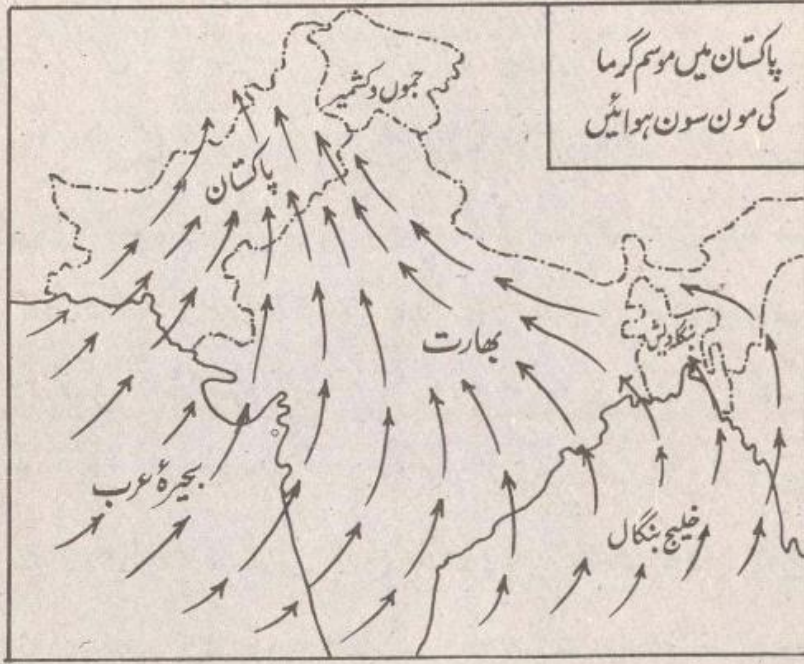 پاکستان میں موسم گرما
کی مون سون ہوائیں
جموں و کشمیر
پاکستان
بھارت
بنگلہ دیش
بحیرۂ عرب
خلیج بنگال